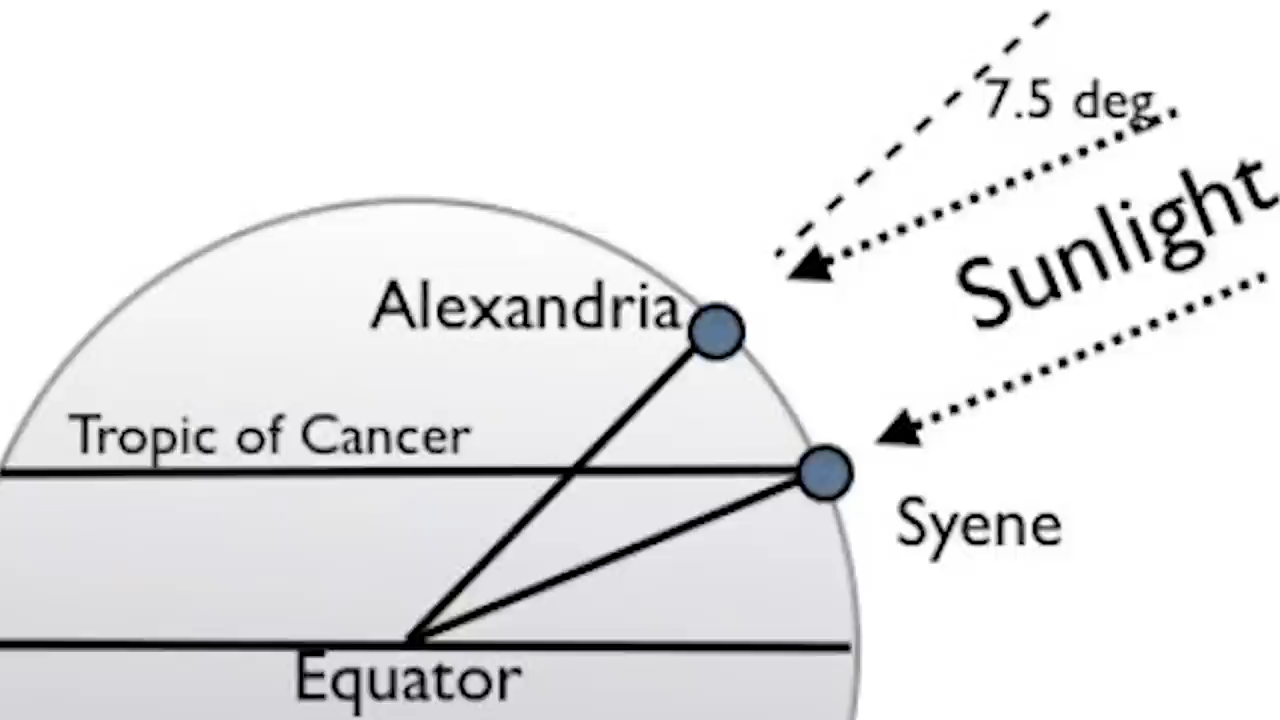 7.5 deg.
Sunlight
Alexandria
Tropic of Cancer
Syene
Equator